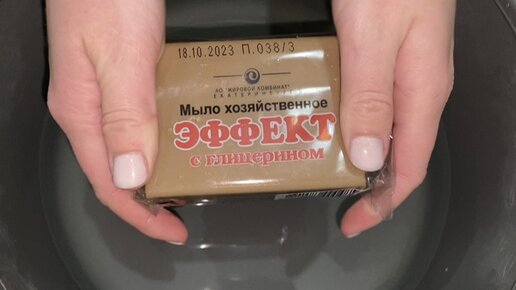 18.10.2023 П.038/3
АО "ЖИРОВОЙ КОМБИНАТ"
ЕКАТЕРИНБУРГ
Мыло хозяйственное
ЭФФЕКТ
с глицерином